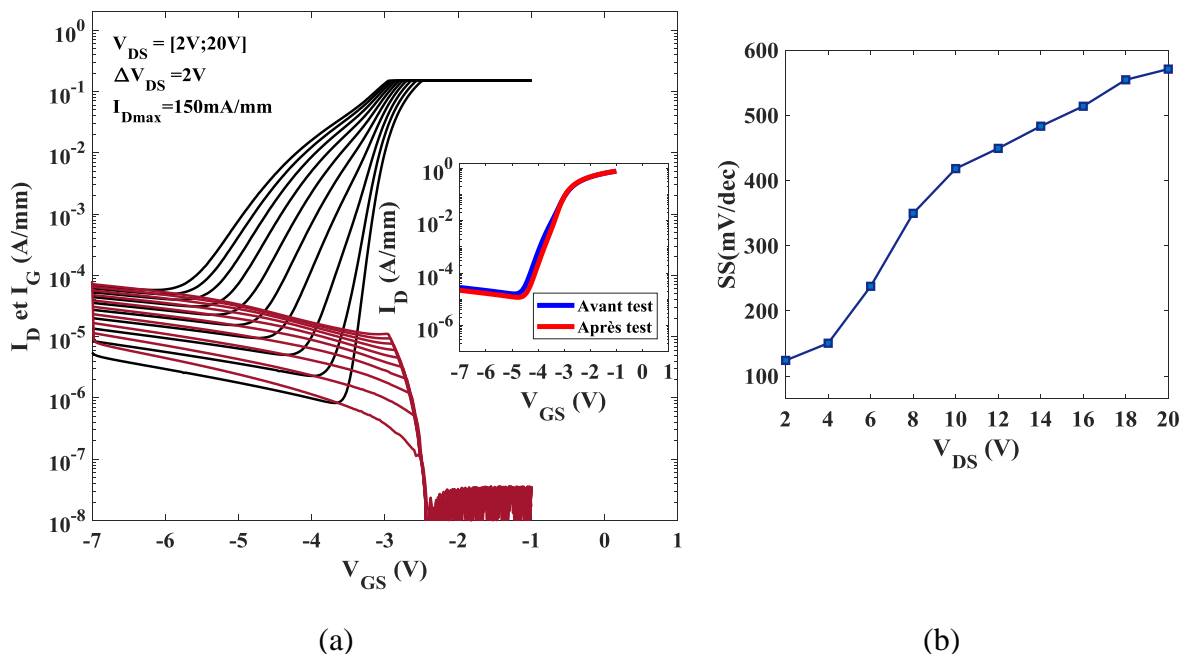 V_DS = [2V;20V]
ΔV_DS =2V
I_Dmax=150mA/mm
I_D et I_G (A/mm)
10^0
10^-1
10^-2
10^-3
10^-4
10^-5
10^-6
10^-7
10^-8
-7 -6 -5 -4 -3 -2 -1 0 1
V_GS (V)
I_D (A/mm)
10^0
10^-2
10^-4
10^-6
Avant test
Après test
-7 -6 -5 -4 -3 -2 -1 0 1
V_GS (V)
(a)
SS(mV/dec)
600
500
400
300
200
100
2 4 6 8 10 12 14 16 18 20
V_DS (V)
(b)